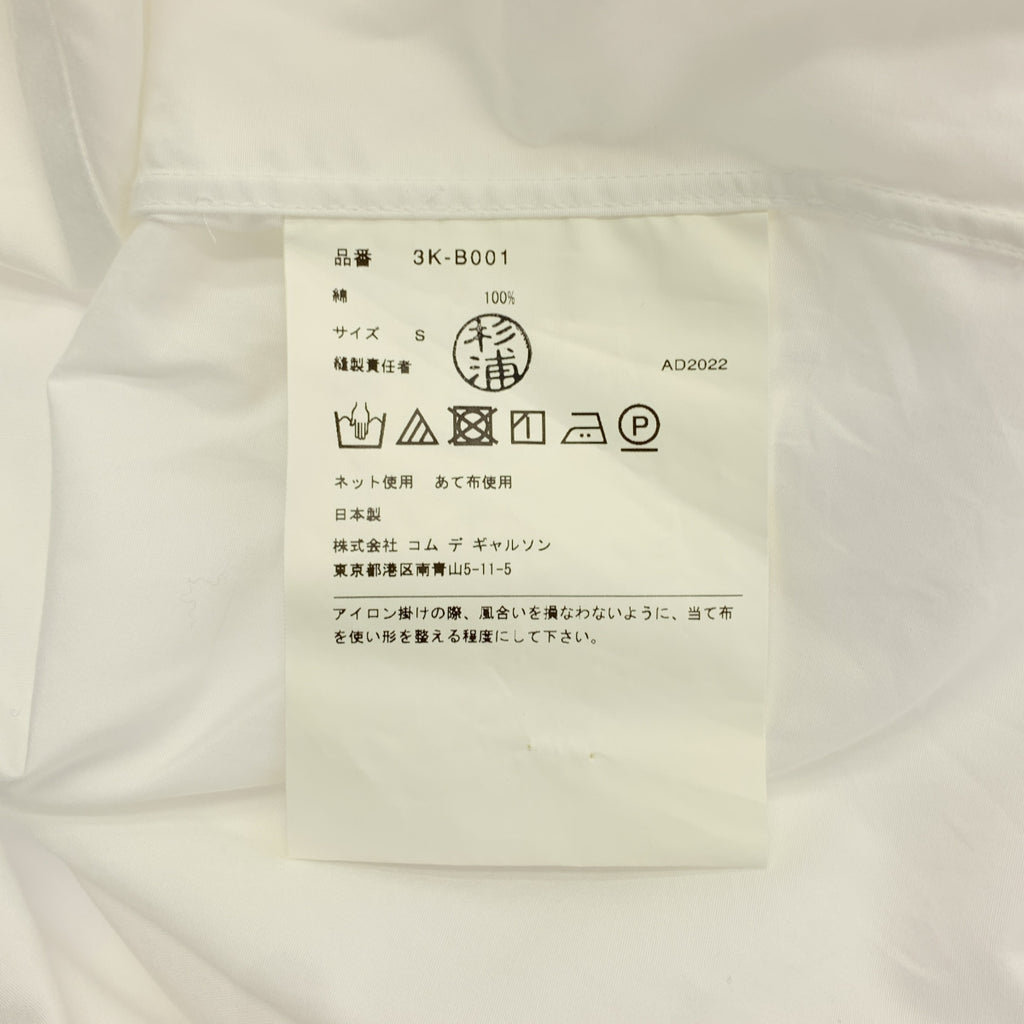 品番 3K-B001
綿 100%
サイズ S
縫製責任者 杉浦 AD2022
P
ネット使用 あて布使用
日本製
株式会社 コム デ ギャルソン
東京都港区南青山5-11-5
アイロン掛けの際、風合いを損なわないように、当て布
を使い形を整える程度にして下さい。